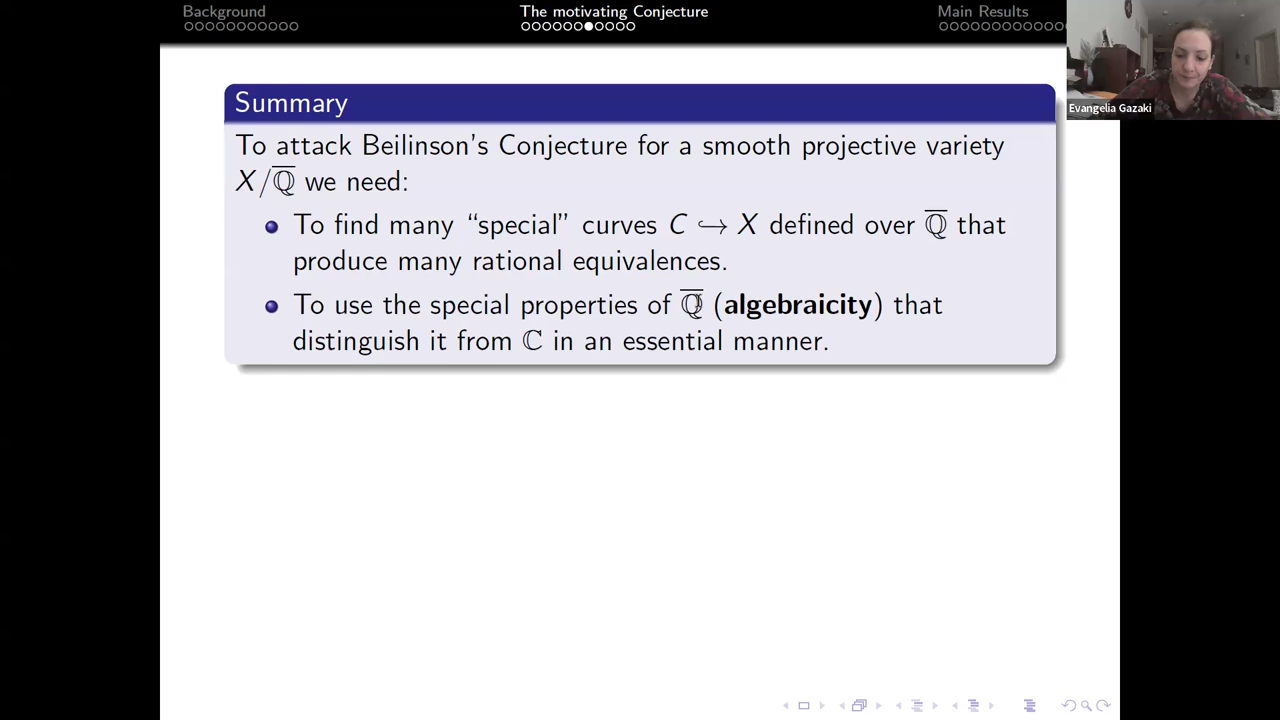 Background The motivating Conjecture Main Results
Evangelia Gazaki
Summary
To attack Beilinson's Conjecture for a smooth projective variety
X/ℚ̅ we need:
To find many “special” curves C ↪ X defined over ℚ̅ that
produce many rational equivalences.
To use the special properties of ℚ̅ (algebraicity) that
distinguish it from ℂ in an essential manner.